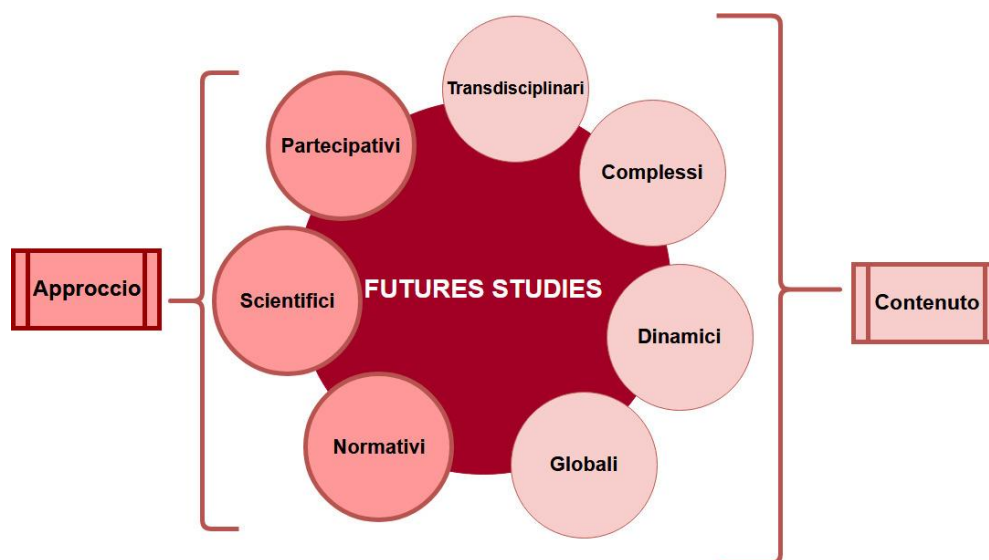 Transdisciplinari
Partecipativi
Complessi
Approccio
Scientifici
FUTURES STUDIES
Contenuto
Dinamici
Normativi
Globali